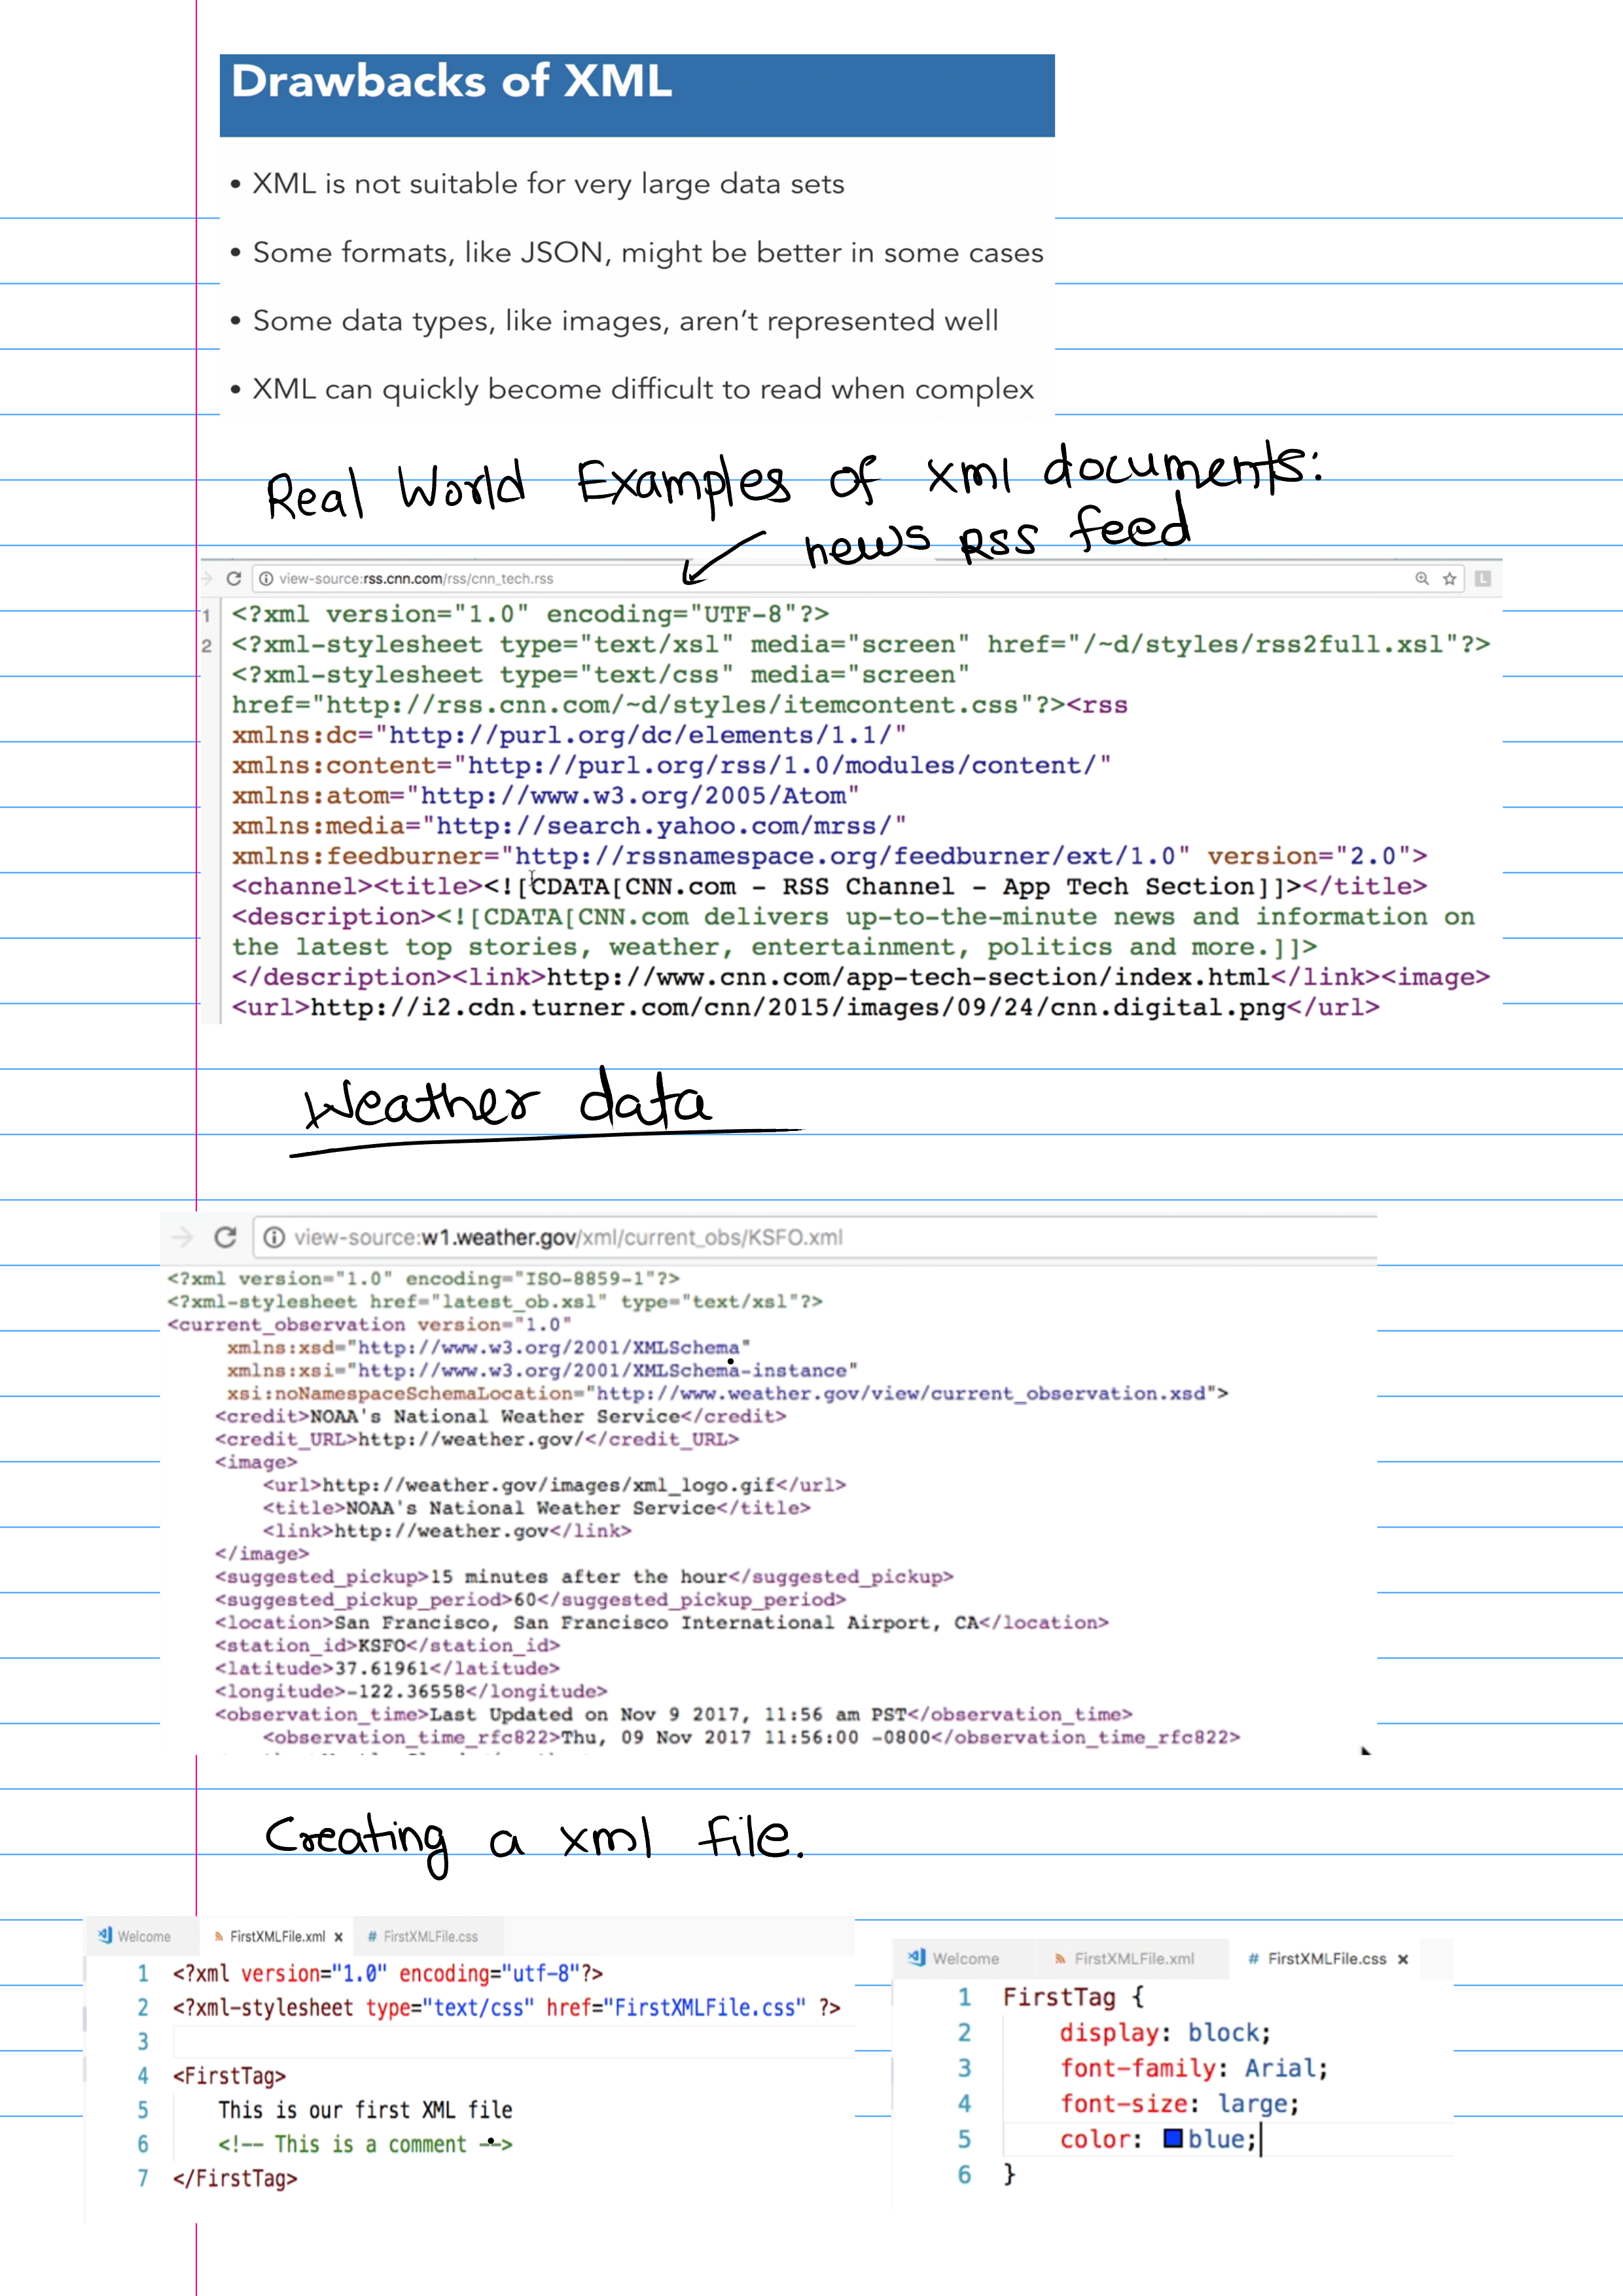 Drawbacks of XML
• XML is not suitable for very large data sets
• Some formats, like JSON, might be better in some cases
• Some data types, like images, aren't represented well
• XML can quickly become difficult to read when complex
Real World Examples of xml documents:
news RSS feed
view-source:rss.cnn.com/rss/cnn_tech.rss
L
1 <?xml version="1.0" encoding="UTF-8"?>
2 <?xml-stylesheet type="text/xsl" media="screen" href="/~d/styles/rss2full.xsl"?>
<?xml-stylesheet type="text/css" media="screen"
href="http://rss.cnn.com/~d/styles/itemcontent.css"?><rss
xmlns:dc="http://purl.org/dc/elements/1.1/"
xmlns:content="http://purl.org/rss/1.0/modules/content/"
xmlns:atom="http://www.w3.org/2005/Atom"
xmlns:media="http://search.yahoo.com/mrss/"
xmlns:feedburner="http://rssnamespace.org/feedburner/ext/1.0" version="2.0">
<channel><title><![CDATA[CNN.com - RSS Channel - App Tech Section]]></title>
<description><![CDATA[CNN.com delivers up-to-the-minute news and information on
the latest top stories, weather, entertainment, politics and more.]]>
</description><link>http://www.cnn.com/app-tech-section/index.html</link><image>
<url>http://i2.cdn.turner.com/cnn/2015/images/09/24/cnn.digital.png</url>
Weather data
view-source:w1.weather.gov/xml/current_obs/KSFO.xml
<?xml version="1.0" encoding="ISO-8859-1"?>
<?xml-stylesheet href="latest_ob.xsl" type="text/xsl"?>
<current_observation version="1.0"
xmlns:xsd="http://www.w3.org/2001/XMLSchema"
xmlns:xsi="http://www.w3.org/2001/XMLSchema-instance"
xsi:noNamespaceSchemaLocation="http://www.weather.gov/view/current_observation.xsd">
<credit>NOAA's National Weather Service</credit>
<credit_URL>http://weather.gov/</credit_URL>
<image>
<url>http://weather.gov/images/xml_logo.gif</url>
<title>NOAA's National Weather Service</title>
<link>http://weather.gov</link>
</image>
<suggested_pickup>15 minutes after the hour</suggested_pickup>
<suggested_pickup_period>60</suggested_pickup_period>
<location>San Francisco, San Francisco International Airport, CA</location>
<station_id>KSFO</station_id>
<latitude>37.61961</latitude>
<longitude>-122.36558</longitude>
<observation_time>Last Updated on Nov 9 2017, 11:56 am PST</observation_time>
<observation_time_rfc822>Thu, 09 Nov 2017 11:56:00 -0800</observation_time_rfc822>
Creating a xml file.
Welcome FirstXMLFile.xml × # FirstXMLFile.css
1 <?xml version="1.0" encoding="utf-8"?>
2 <?xml-stylesheet type="text/css" href="FirstXMLFile.css" ?>
3
4 <FirstTag>
5 This is our first XML file
6 <!-- This is a comment -->
7 </FirstTag>
Welcome FirstXMLFile.xml # FirstXMLFile.css ×
1 FirstTag {
2 display: block;
3 font-family: Arial;
4 font-size: large;
5 color: blue;
6 }